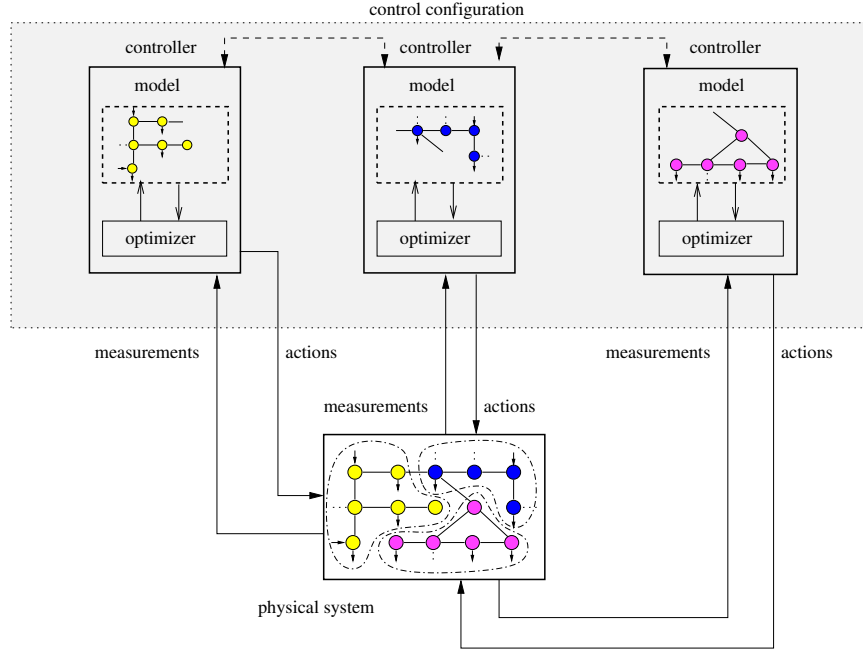 control configuration
controller
controller
controller
model
model
model
optimizer
optimizer
optimizer
measurements
actions
measurements
actions
measurements
actions
physical system